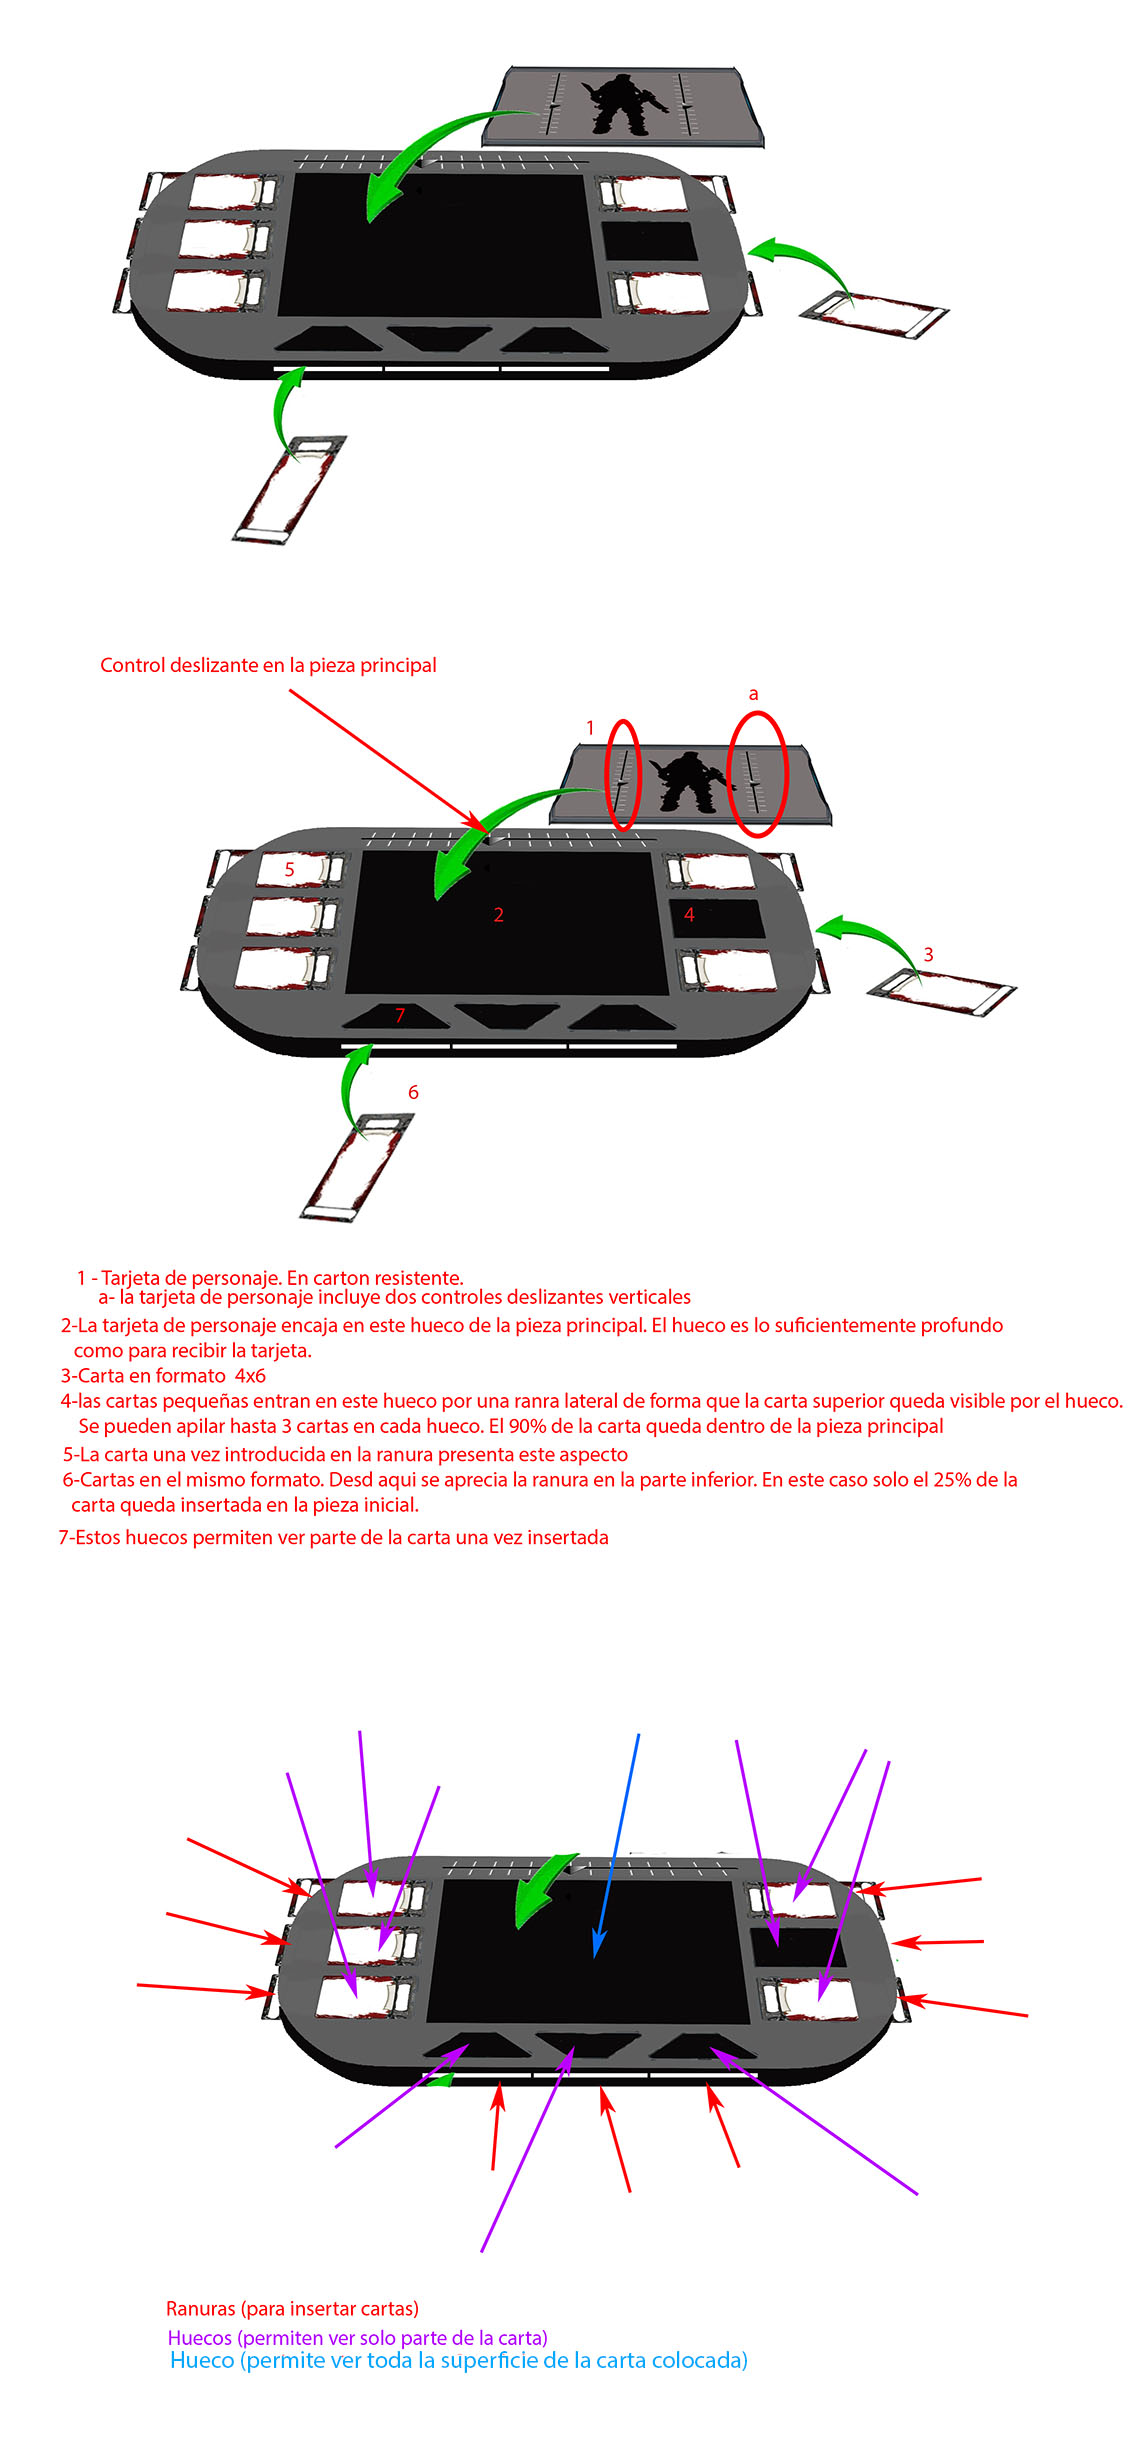 Control deslizante en la pieza principal
a
1
5
2
4
3
7
6
1 - Tarjeta de personaje. En carton resistente.
a- la tarjeta de personaje incluye dos controles deslizantes verticales
2-La tarjeta de personaje encaja en este hueco de la pieza principal. El hueco es lo suficientemente profundo
como para recibir la tarjeta.
3-Carta en formato 4x6
4-las cartas pequeñas entran en este hueco por una ranra lateral de forma que la carta superior queda visible por el hueco.
Se pueden apilar hasta 3 cartas en cada hueco. El 90% de la carta queda dentro de la pieza principal
5-La carta una vez introducida en la ranura presenta este aspecto
6-Cartas en el mismo formato. Desd aqui se aprecia la ranura en la parte inferior. En este caso solo el 25% de la
carta queda insertada en la pieza inicial.
7-Estos huecos permiten ver parte de la carta una vez insertada
Ranuras (para insertar cartas)
Huecos (permiten ver solo parte de la carta)
Hueco (permite ver toda la superficie de la carta colocada)